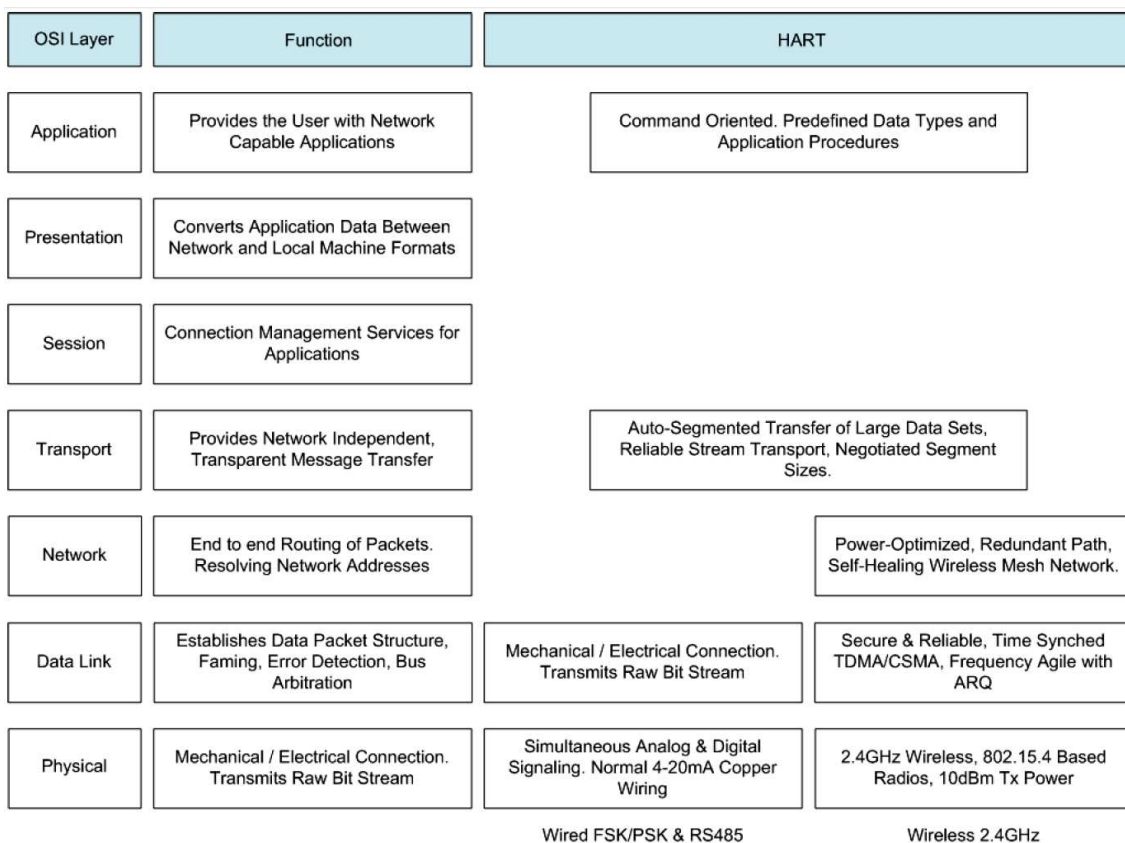 OSI Layer
Function
HART
Application
Provides the User with Network
Capable Applications
Command Oriented. Predefined Data Types and
Application Procedures
Presentation
Converts Application Data Between
Network and Local Machine Formats
Session
Connection Management Services for
Applications
Transport
Provides Network Independent,
Transparent Message Transfer
Auto-Segmented Transfer of Large Data Sets,
Reliable Stream Transport, Negotiated Segment
Sizes.
Network
End to end Routing of Packets.
Resolving Network Addresses
Power-Optimized, Redundant Path,
Self-Healing Wireless Mesh Network.
Data Link
Establishes Data Packet Structure,
Faming, Error Detection, Bus
Arbitration
Mechanical / Electrical Connection.
Transmits Raw Bit Stream
Secure & Reliable, Time Synched
TDMA/CSMA, Frequency Agile with
ARQ
Physical
Mechanical / Electrical Connection.
Transmits Raw Bit Stream
Simultaneous Analog & Digital
Signaling. Normal 4-20mA Copper
Wiring
2.4GHz Wireless, 802.15.4 Based
Radios, 10dBm Tx Power
Wired FSK/PSK & RS485
Wireless 2.4GHz